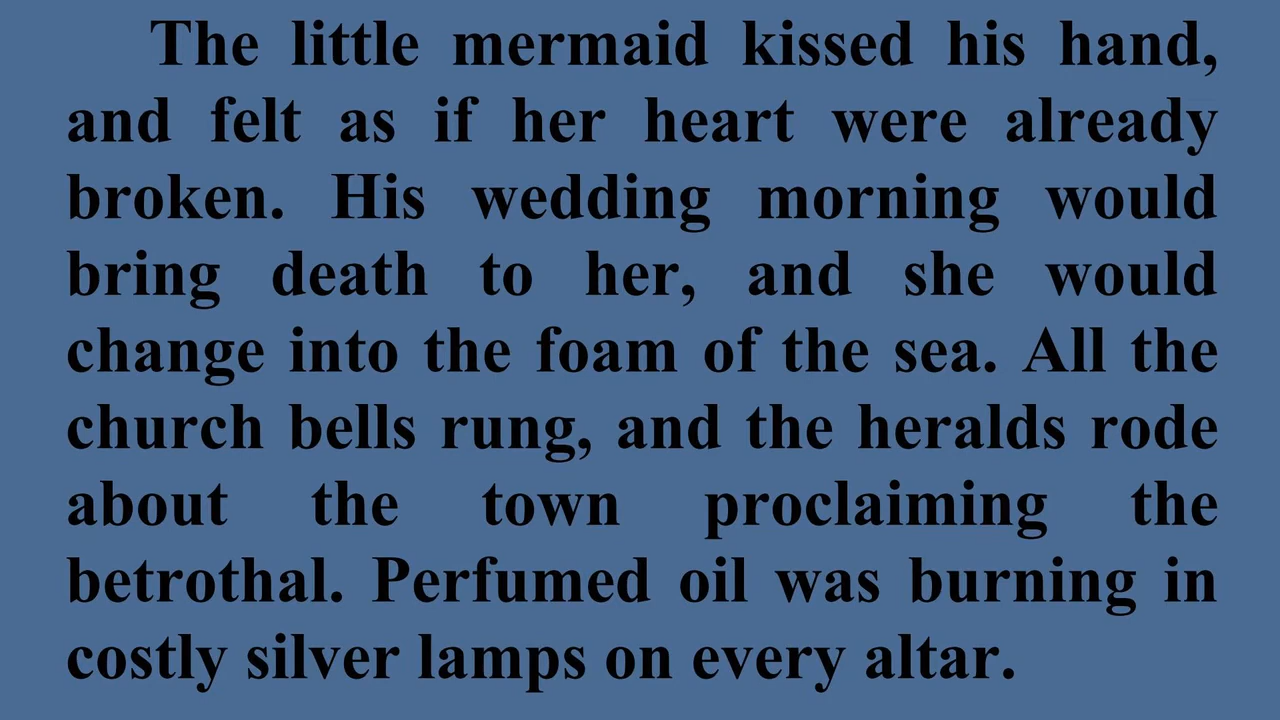 The little mermaid kissed his hand,
and felt as if her heart were already
broken. His wedding morning would
bring death to her, and she would
change into the foam of the sea. All the
church bells rung, and the heralds rode
about the town proclaiming the
betrothal. Perfumed oil was burning in
costly silver lamps on every altar.